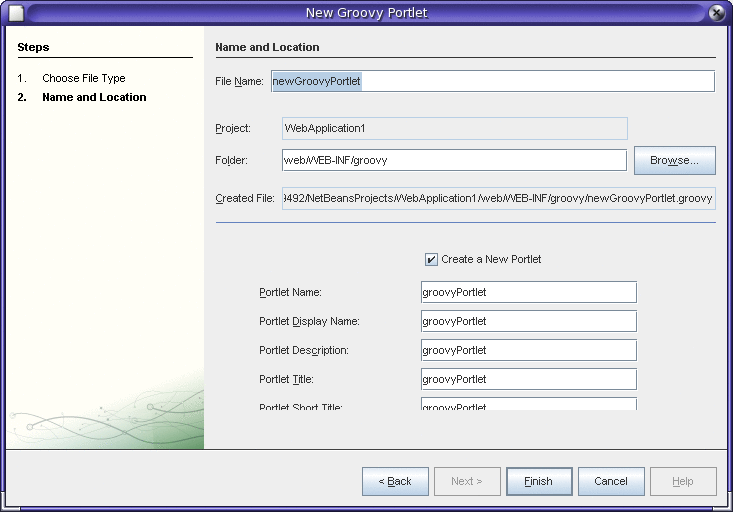 New Groovy Portlet
Steps
1. Choose File Type
2. Name and Location
Name and Location
File Name: newGroovyPortlet
Project: WebApplication1
Folder: web/WEB-INF/groovy Browse...
Created File: 9492/NetBeansProjects/WebApplication1/web/WEB-INF/groovy/newGroovyPortlet.groovy
Create a New Portlet
Portlet Name: groovyPortlet
Portlet Display Name: groovyPortlet
Portlet Description: groovyPortlet
Portlet Title: groovyPortlet
Portlet Short Title: groovyPortlet
< Back Next > Finish Cancel Help